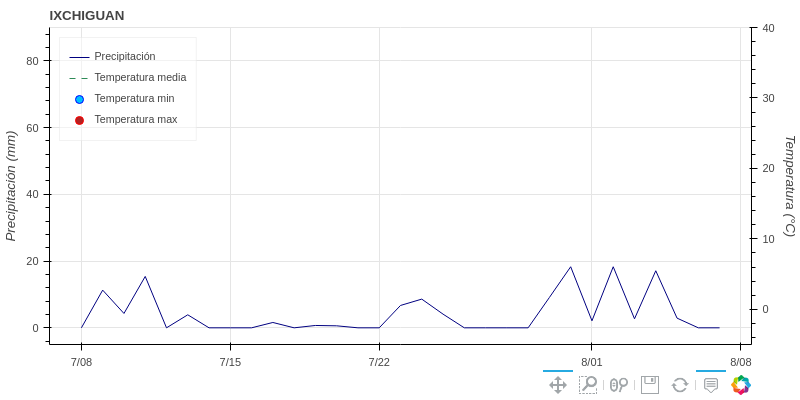 IXCHIGUAN
Precipitación
Temperatura media
Temperatura min
Temperatura max
Precipitación (mm)
80
60
40
20
0
40
30
20
10
0
Temperatura (°C)
7/08
7/15
7/22
8/01
8/08